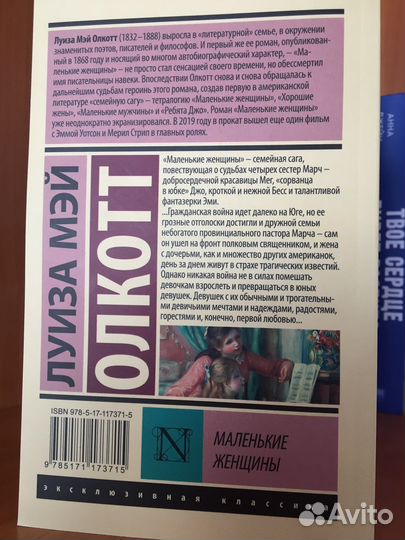 Луиза Мэй Олкотт (1832–1888) выросла в «литературной» семье, в окружении
знаменитых поэтов, писателей и философов. И первый же ее роман, опубликован-
ный в 1868 году и носящий во многом автобиографический характер, – «Ма-
ленькие женщины» – не просто стал сенсацией своего времени, но обессмертил
имя писательницы навеки. Впоследствии Олкотт снова и снова обращалась к
дальнейшим судьбам героинь этого романа, создав первую в американской
литературе «семейную сагу» – тетралогию «Маленькие женщины», «Хорошие
жены», «Маленькие мужчины» и «Ребята Джо». Роман «Маленькие женщины»
уже неоднократно экранизировался. В 2019 году в прокат вышел еще один фильм
с Эммой Уотсон и Мерил Стрип в главных ролях.
ЛУИЗА МЭЙ
ОЛКОТТ
«Маленькие женщины» – семейная сага,
повествующая о судьбах четырех сестер Марч –
добросердечной красавицы Мег, «сорванца
в юбке» Джо, кроткой и нежной Бесс и талантливой
фантазерки Эми.
...Гражданская война идет далеко на Юге, но ее
грозные отголоски достигли и дружной семьи
небогатого провинциального пастора Марча – сам
он ушел на фронт полковым священником, и жена
с дочерьми, как и множество других американок,
день за днем живут в страхе трагических известий.
Однако никакая война не в силах помешать
девочкам взрослеть и превращаться в юных
девушек. Девушек с их обычными и трогательны-
ми девичьими мечтами и надеждами, радостями,
горестями и, конечно, первой любовью...
ISBN 978-5-17-117371-5
9 785171 173715
N
МАЛЕНЬКИЕ
ЖЕНЩИНЫ
эксклюзивная классика
АННА
ТВОЕ СЕРДЦЕ
Avito